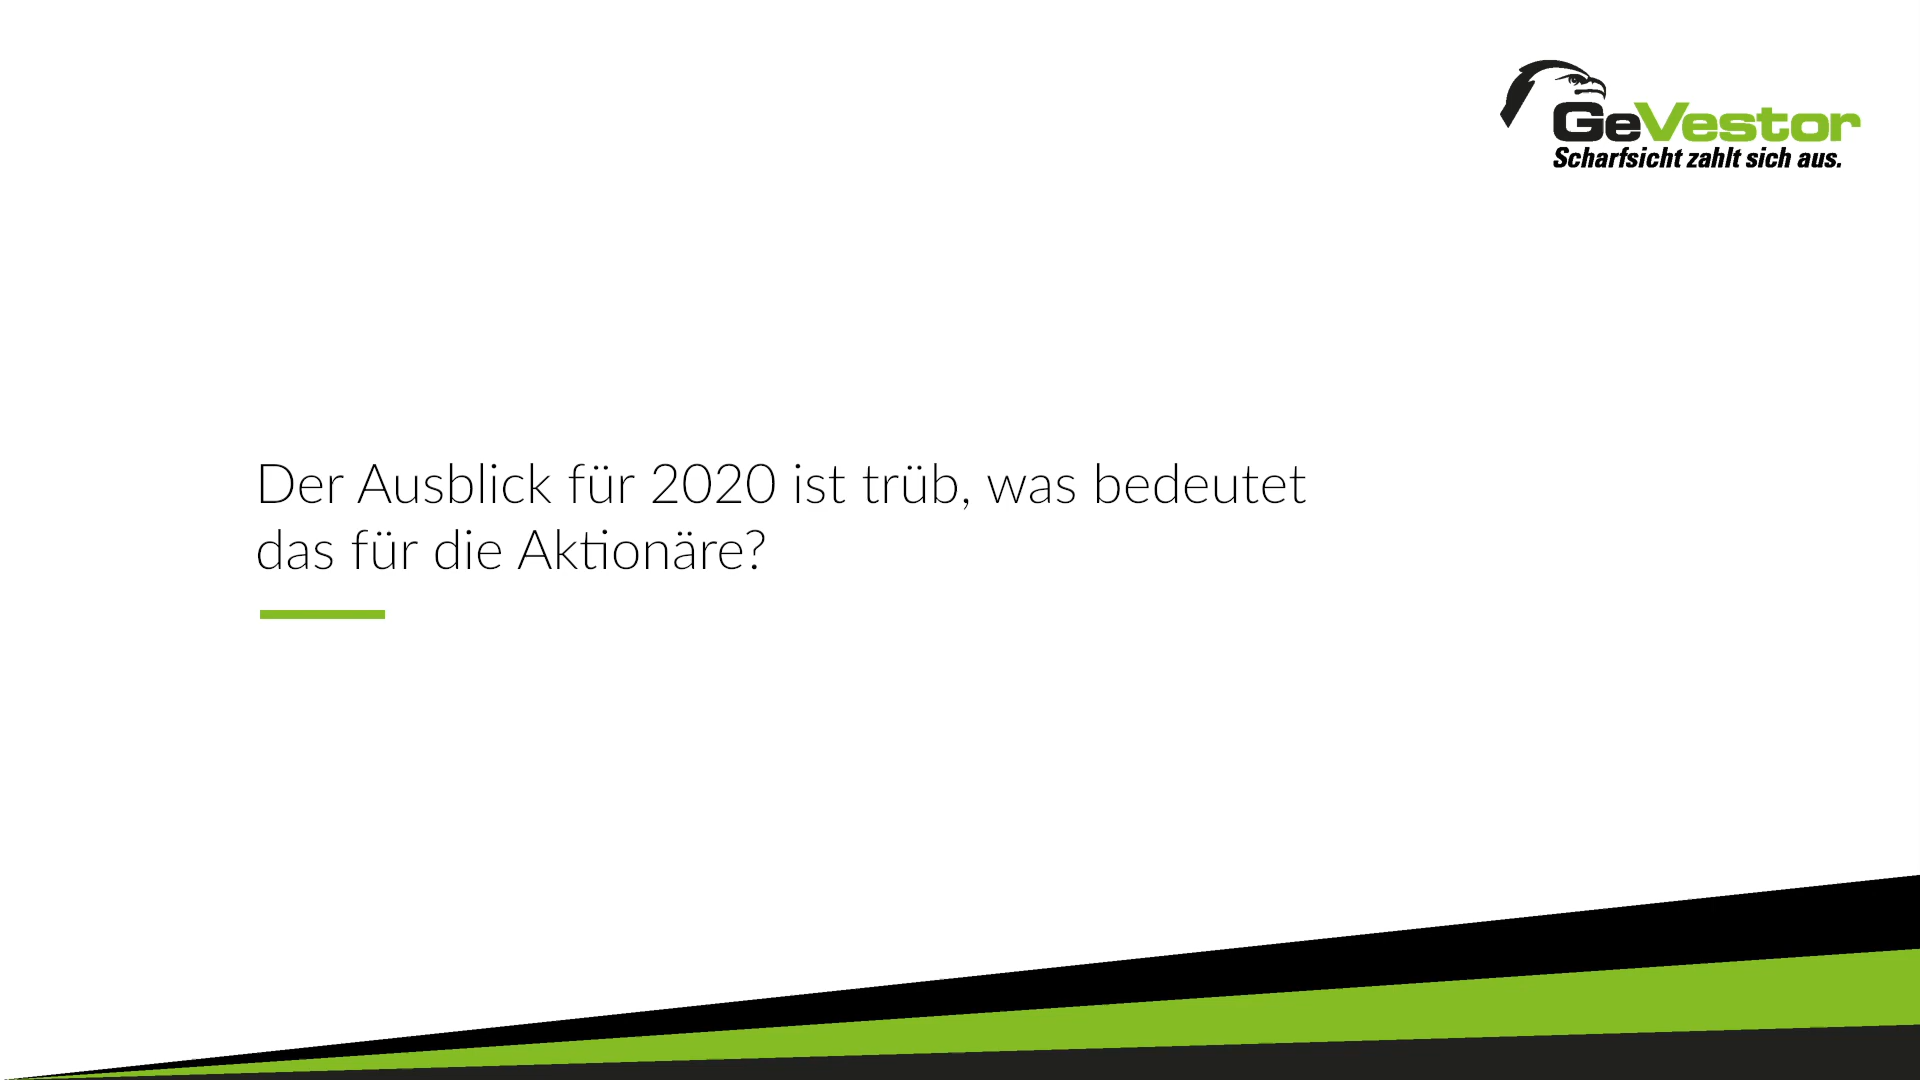 GeVestor
Scharfsicht zahlt sich aus.
Der Ausblick für 2020 ist trüb, was bedeutet
das für die Aktionäre?